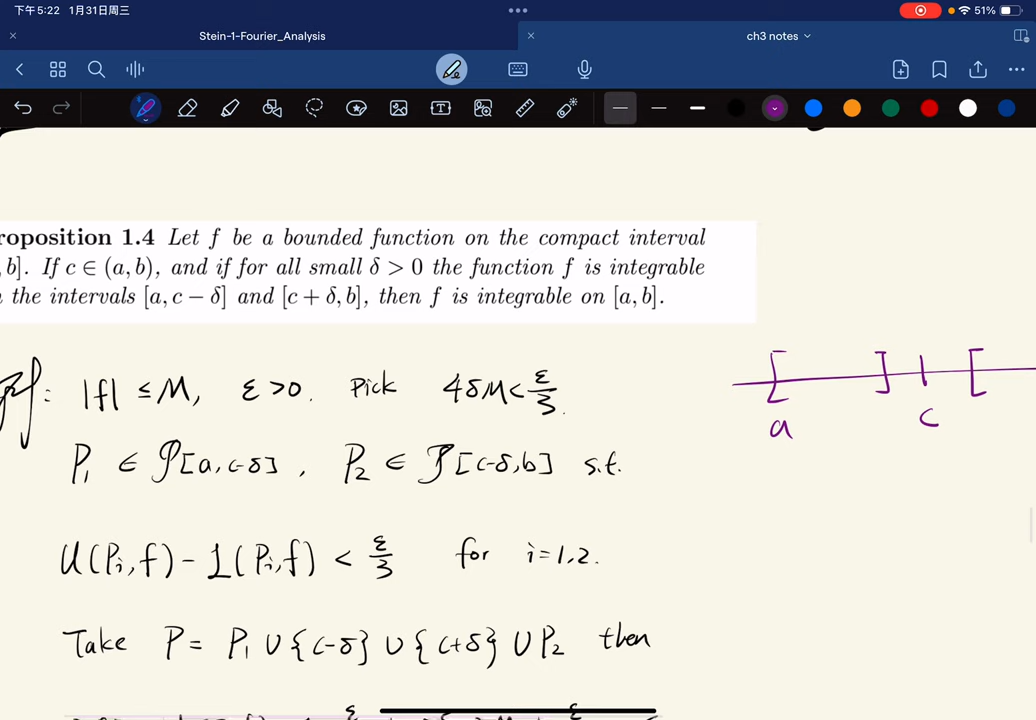 下午5:22 1月31日周三
51%
Stein-1-Fourier_Analysis
ch3 notes
roposition 1.4 Let f be a bounded function on the compact interval
, b]. If c ∈ (a, b), and if for all small δ > 0 the function f is integrable
the intervals [a, c − δ] and [c + δ, b], then f is integrable on [a, b].
pf: |f| ≤ M, ε > 0. Pick 4δM < ε/3.
[ ] | [
a c
P₁ ∈ 𝒫[a, c-δ], P₂ ∈ 𝒫[c-δ, b] s.t.
U(Pᵢ, f) - L(Pᵢ, f) < ε/3 for i=1,2.
Take P = P₁ ∪ {c-δ} ∪ {c+δ} ∪ P₂ then